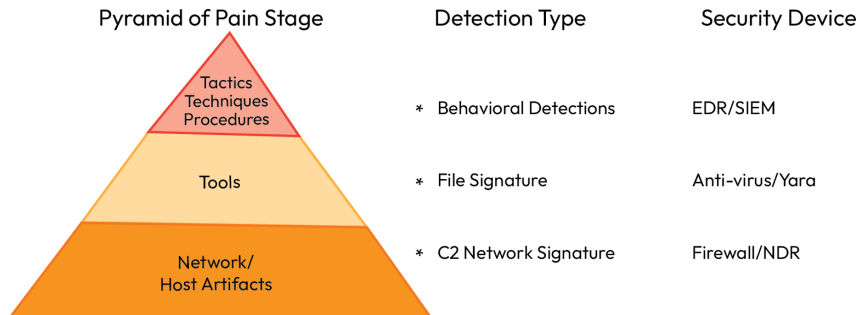 Pyramid of Pain Stage Detection Type Security Device
Tactics
Techniques
Procedures
* Behavioral Detections EDR/SIEM
Tools
* File Signature Anti-virus/Yara
Network/
Host Artifacts
* C2 Network Signature Firewall/NDR